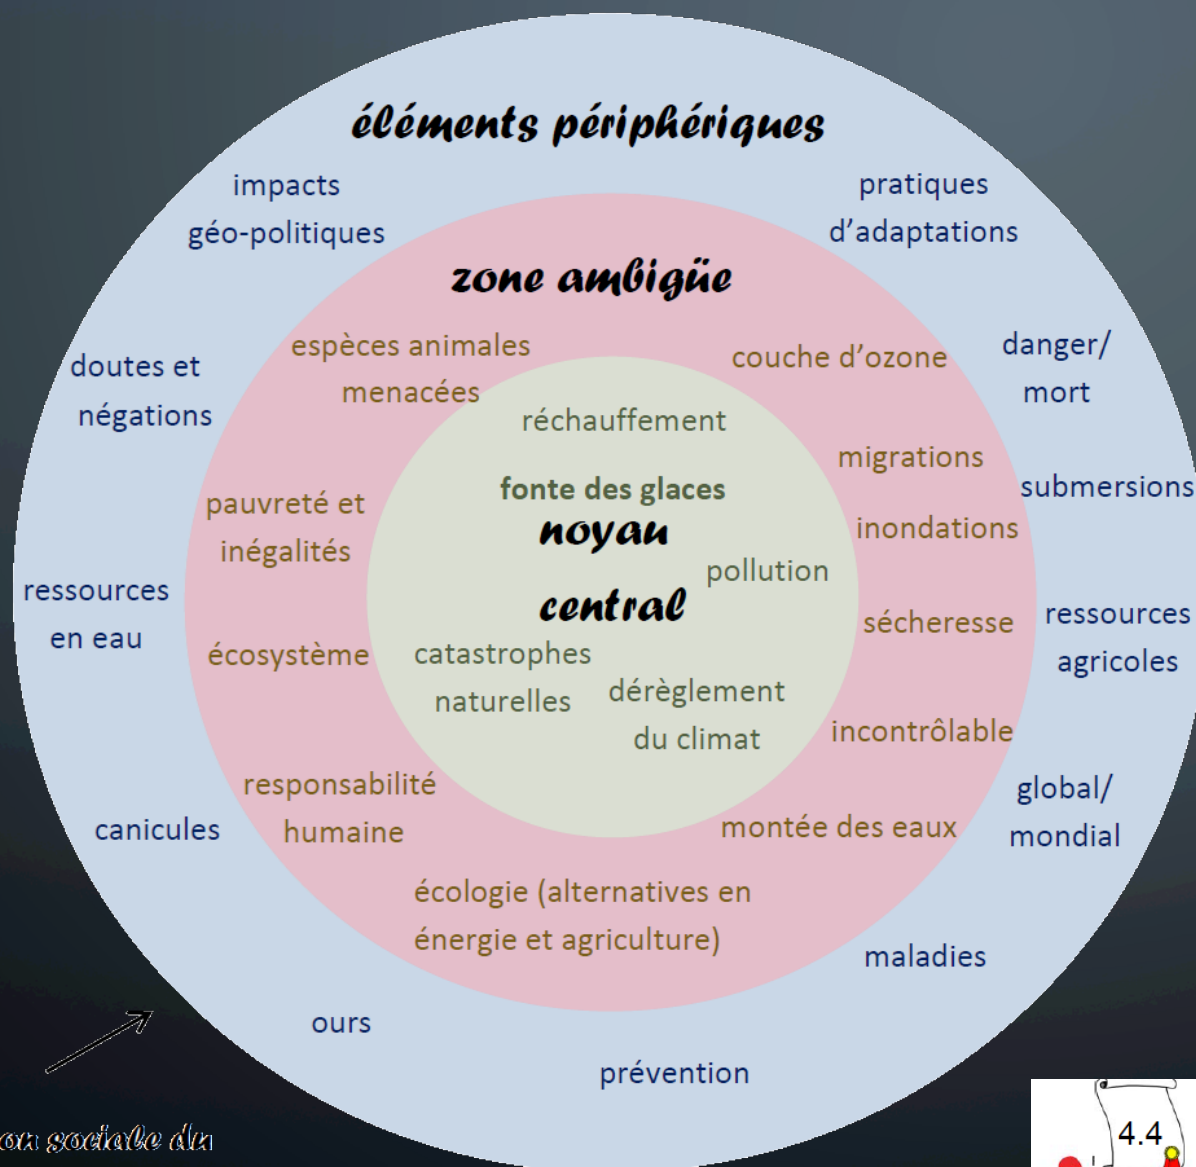 éléments périphériques
impacts
géo-politiques
pratiques
d'adaptations
zone ambigüe
espèces animales
menacées
couche d'ozone
danger/
mort
doutes et
négations
réchauffement
migrations
fonte des glaces
submersions
pauvreté et
inégalités
noyau
central
inondations
pollution
ressources
en eau
sécheresse
ressources
agricoles
écosystème
catastrophes
naturelles
dérèglement
du climat
incontrôlable
responsabilité
humaine
global/
mondial
canicules
montée des eaux
écologie (alternatives en
énergie et agriculture)
maladies
ours
prévention
sociale du
4.4